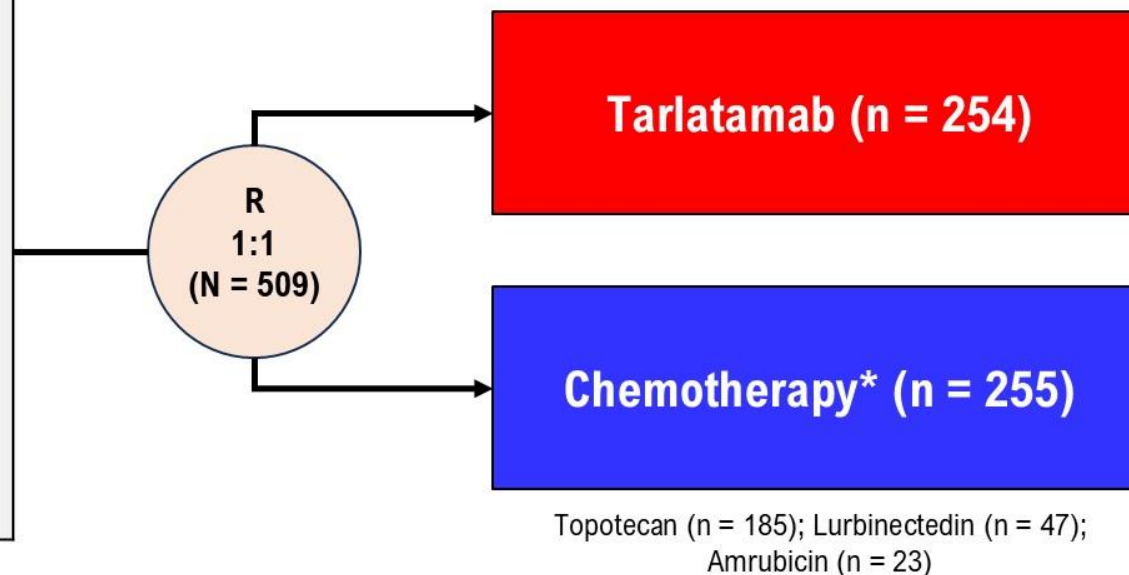 R
1:1
(N = 509)
Tarlatamab (n = 254)
Chemotherapy* (n = 255)
Topotecan (n = 185); Lurbinectedin (n = 47);
Amrubicin (n = 23)